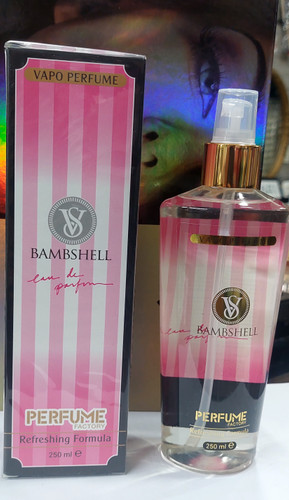 VAPO PERFUME
VS
BAMBSHELL
eau de
parfum
PERFUME
FACTORY
Refreshing Formula
250 ml ℮
VS
BAMBSHELL
eau de
PERFUME
FACTORY
250 ml ℮